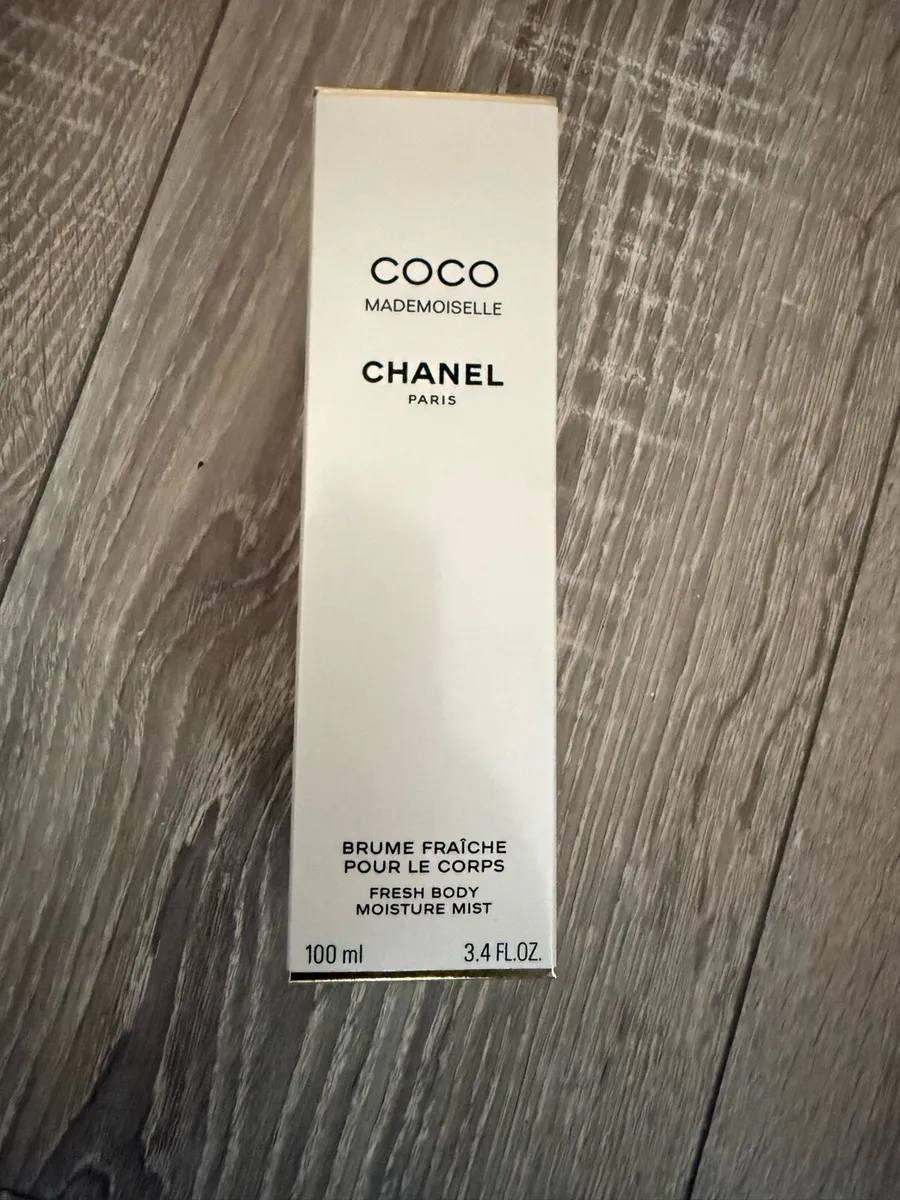 COCO
MADEMOISELLE
CHANEL
PARIS
BRUME FRAÎCHE
POUR LE CORPS
FRESH BODY
MOISTURE MIST
100 ml 3.4 FL.OZ.